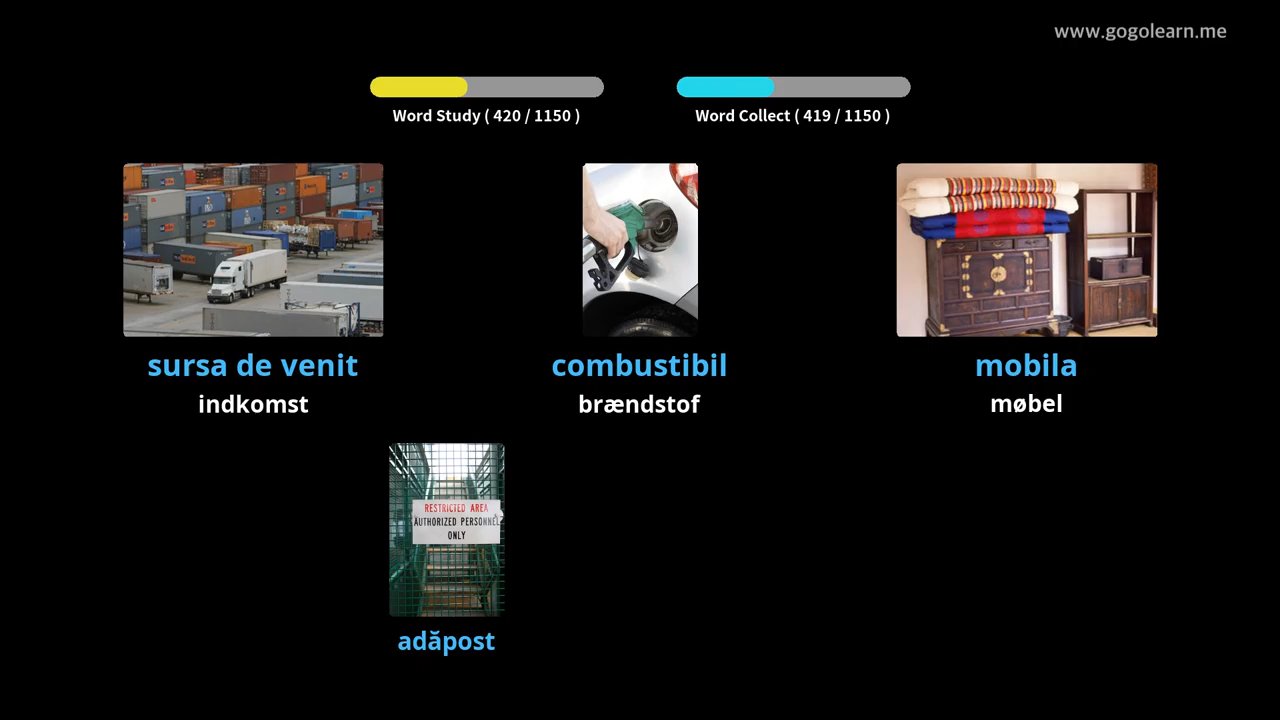 www.gogolearn.me
Word Study ( 420 / 1150 )
Word Collect ( 419 / 1150 )
sursa de venit
indkomst
combustibil
brændstof
mobila
møbel
RESTRICTED AREA
AUTHORIZED PERSONNEL
ONLY
adăpost